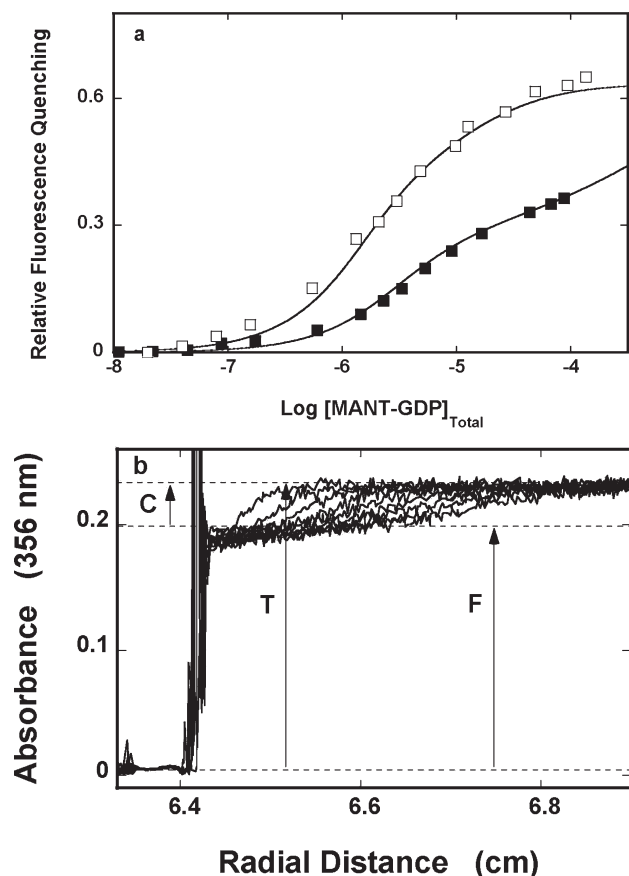 a
Relative Fluorescence Quenching
0.6
0.3
0
-8 -7 -6 -5 -4
Log [MANT-GDP]Total
b
Absorbance (356 nm)
C
0.2
T F
0.1
0
6.4 6.6 6.8
Radial Distance (cm)